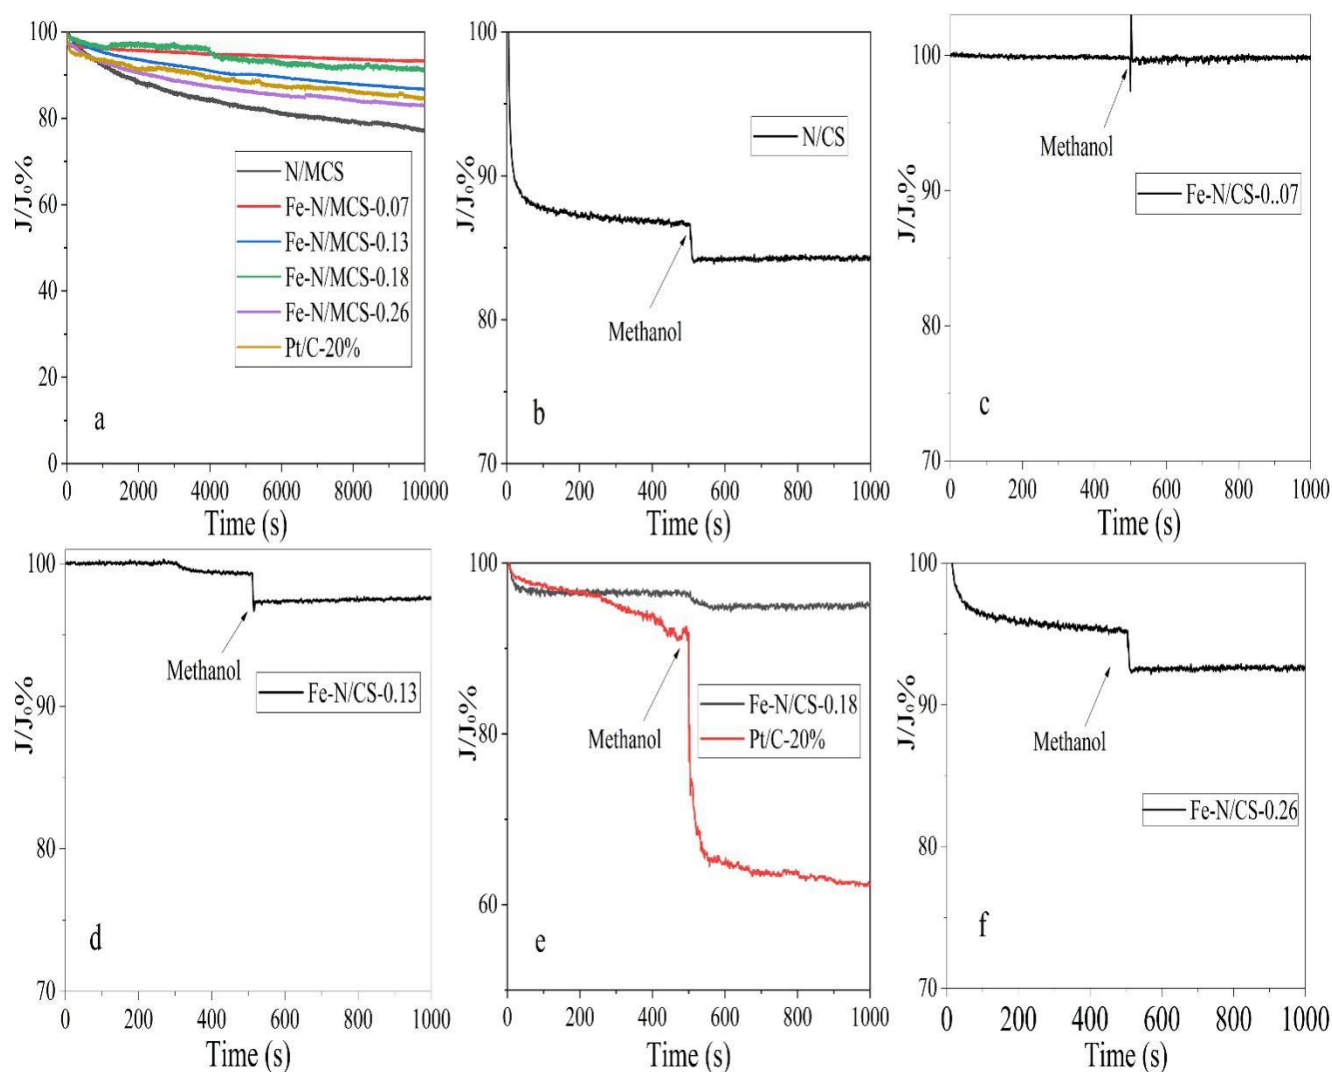 100
80
60
40
20
0
J/J₀%
N/MCS
Fe-N/MCS-0.07
Fe-N/MCS-0.13
Fe-N/MCS-0.18
Fe-N/MCS-0.26
Pt/C-20%
a
0 2000 4000 6000 8000 10000
Time (s)
100
90
80
70
J/J₀%
N/CS
Methanol
b
0 200 400 600 800 1000
Time (s)
100
90
80
70
J/J₀%
Methanol
Fe-N/CS-0..07
c
0 200 400 600 800 1000
Time (s)
100
90
80
70
J/J₀%
Methanol
Fe-N/CS-0.13
d
0 200 400 600 800 1000
Time (s)
100
80
60
J/J₀%
Fe-N/CS-0.18
Pt/C-20%
Methanol
e
0 200 400 600 800 1000
Time (s)
100
90
80
70
J/J₀%
Methanol
Fe-N/CS-0.26
f
0 200 400 600 800 1000
Time (s)